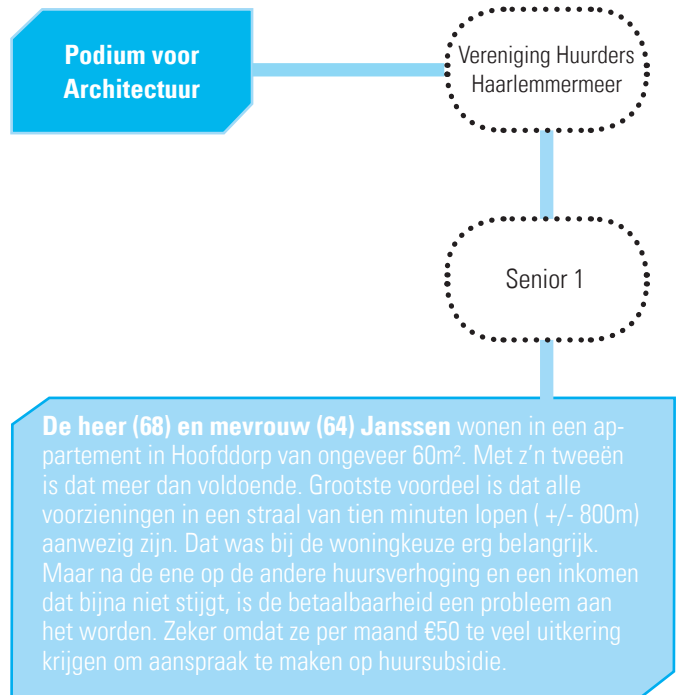 Podium voor
Architectuur
Vereniging Huurders
Haarlemmermeer
Senior 1
De heer (68) en mevrouw (64) Janssen wonen in een ap-
partement in Hoofddorp van ongeveer 60m². Met z'n tweeën
is dat meer dan voldoende. Grootste voordeel is dat alle
voorzieningen in een straal van tien minuten lopen ( +/- 800m)
aanwezig zijn. Dat was bij de woningkeuze erg belangrijk.
Maar na de ene op de andere huursverhoging en een inkomen
dat bijna niet stijgt, is de betaalbaarheid een probleem aan
het worden. Zeker omdat ze per maand €50 te veel uitkering
krijgen om aanspraak te maken op huursubsidie.